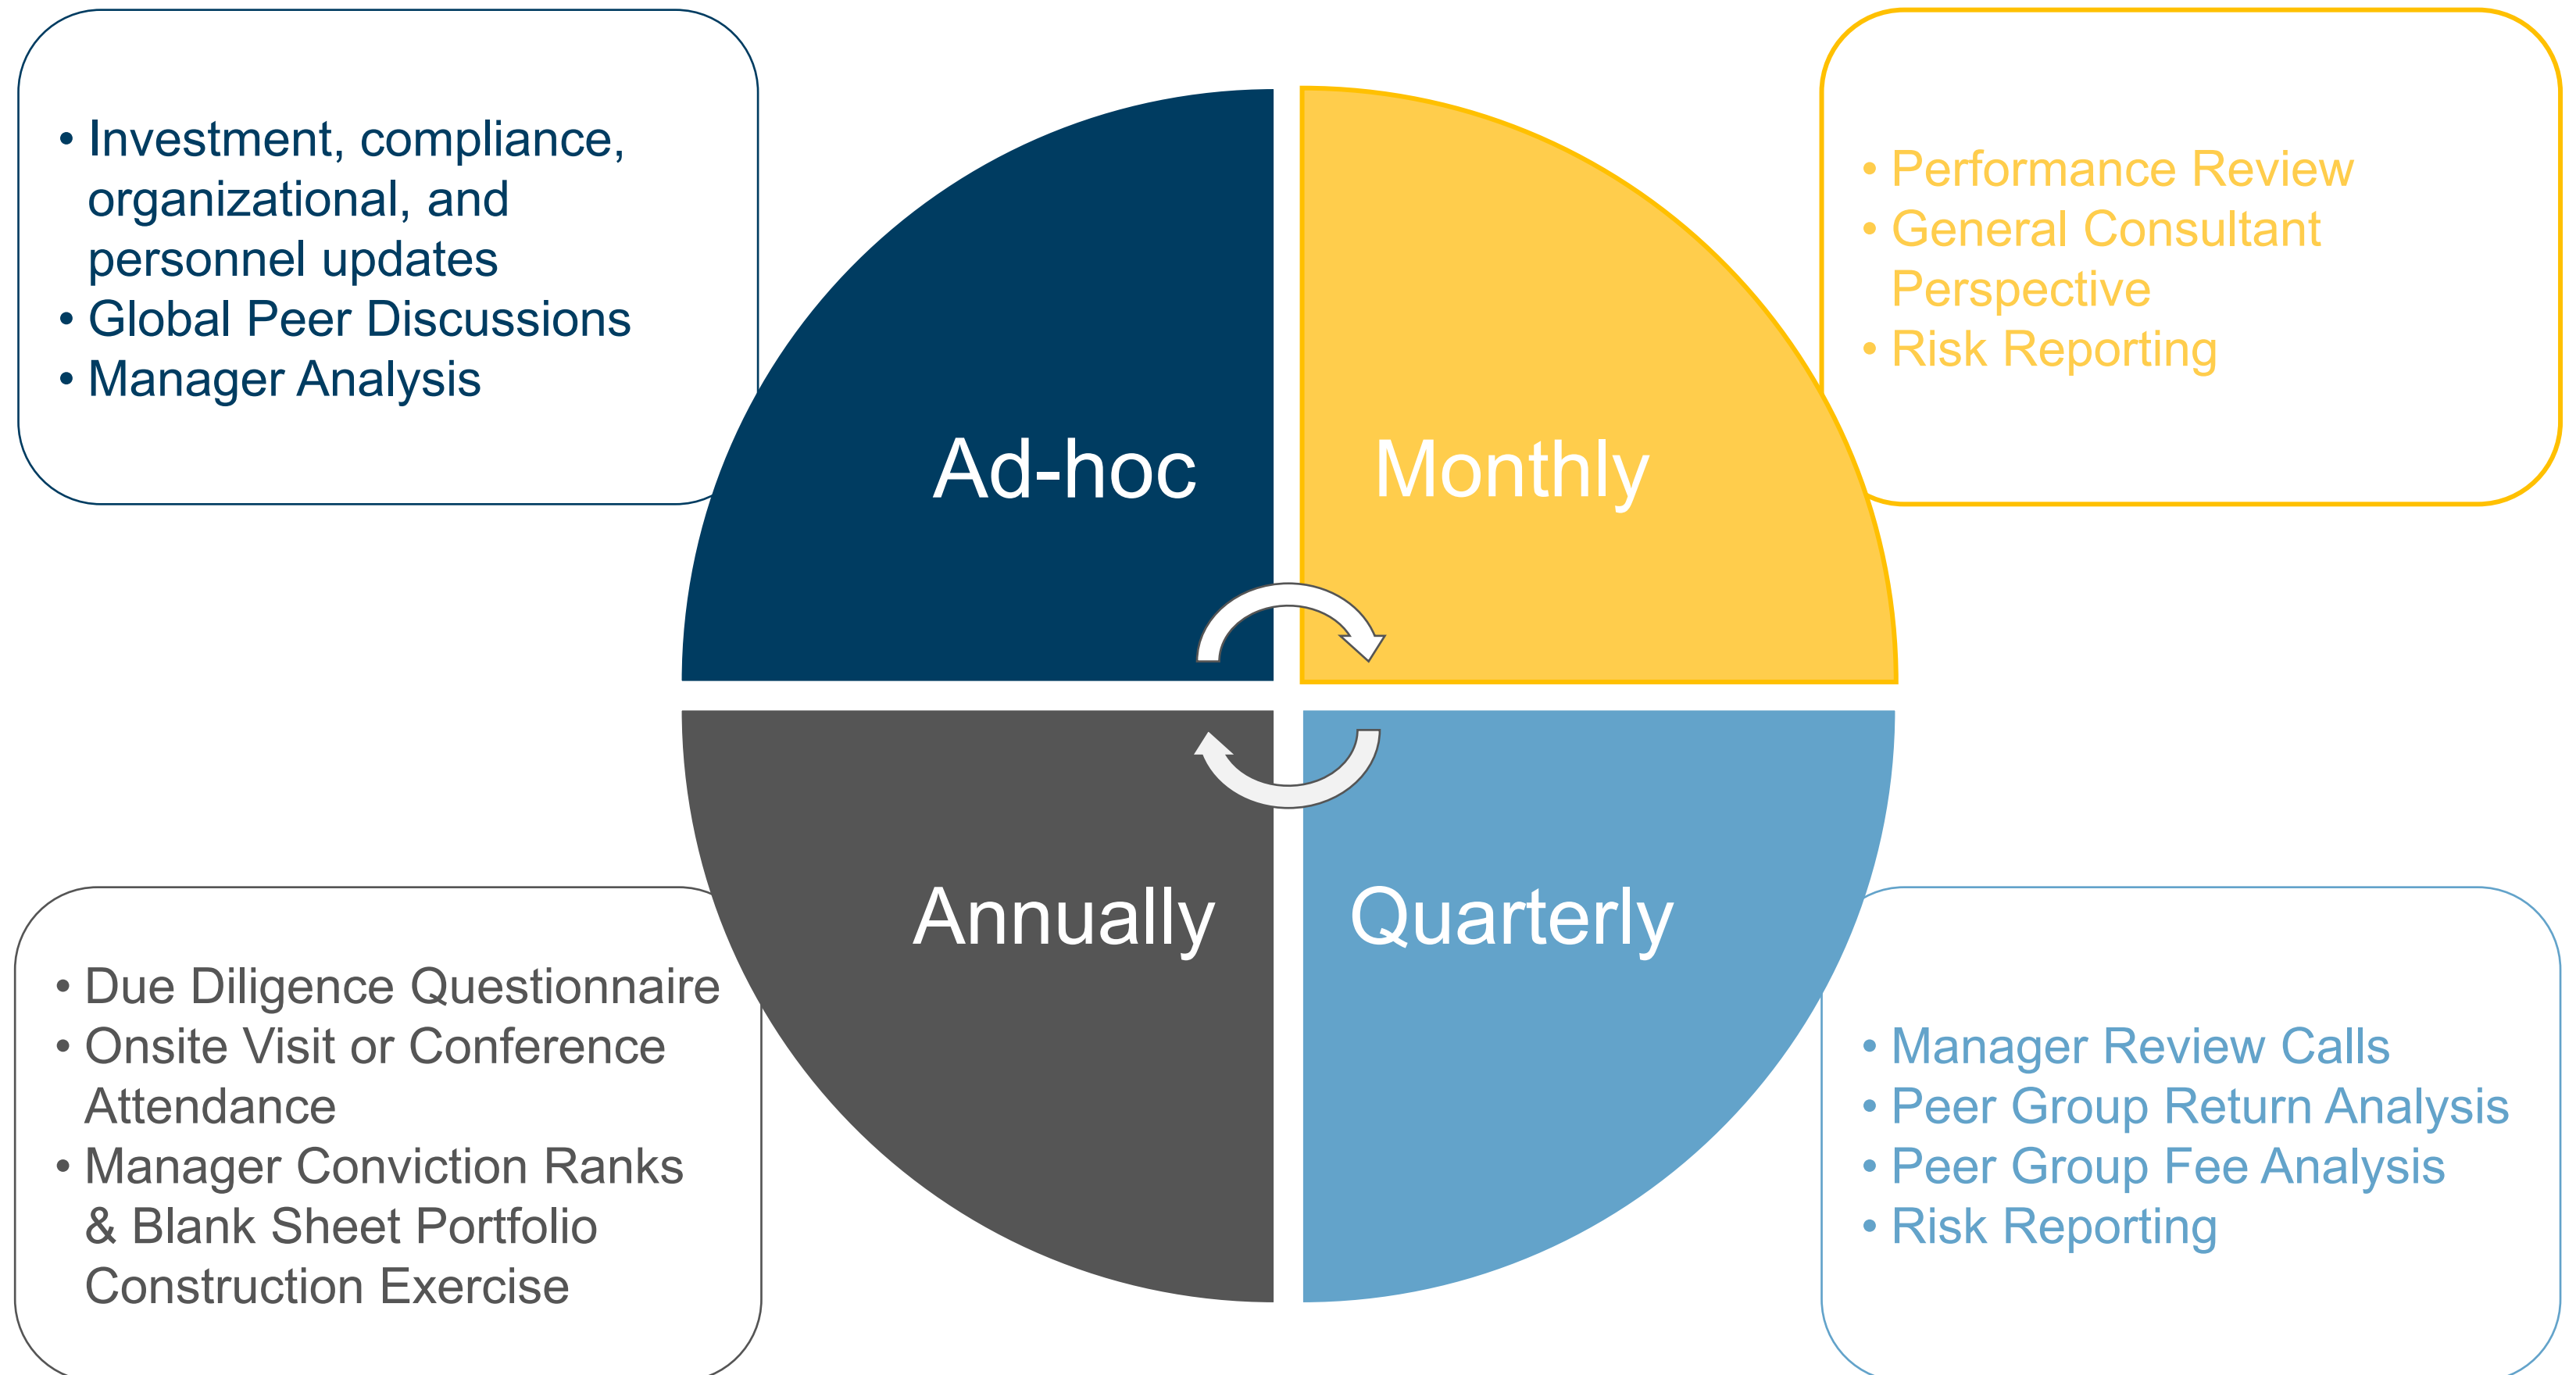 • Investment, compliance,
organizational, and
personnel updates
• Global Peer Discussions
• Manager Analysis
Ad-hoc
Monthly
• Performance Review
• General Consultant
Perspective
• Risk Reporting
• Due Diligence Questionnaire
• Onsite Visit or Conference
Attendance
• Manager Conviction Ranks
& Blank Sheet Portfolio
Construction Exercise
Annually
Quarterly
• Manager Review Calls
• Peer Group Return Analysis
• Peer Group Fee Analysis
• Risk Reporting